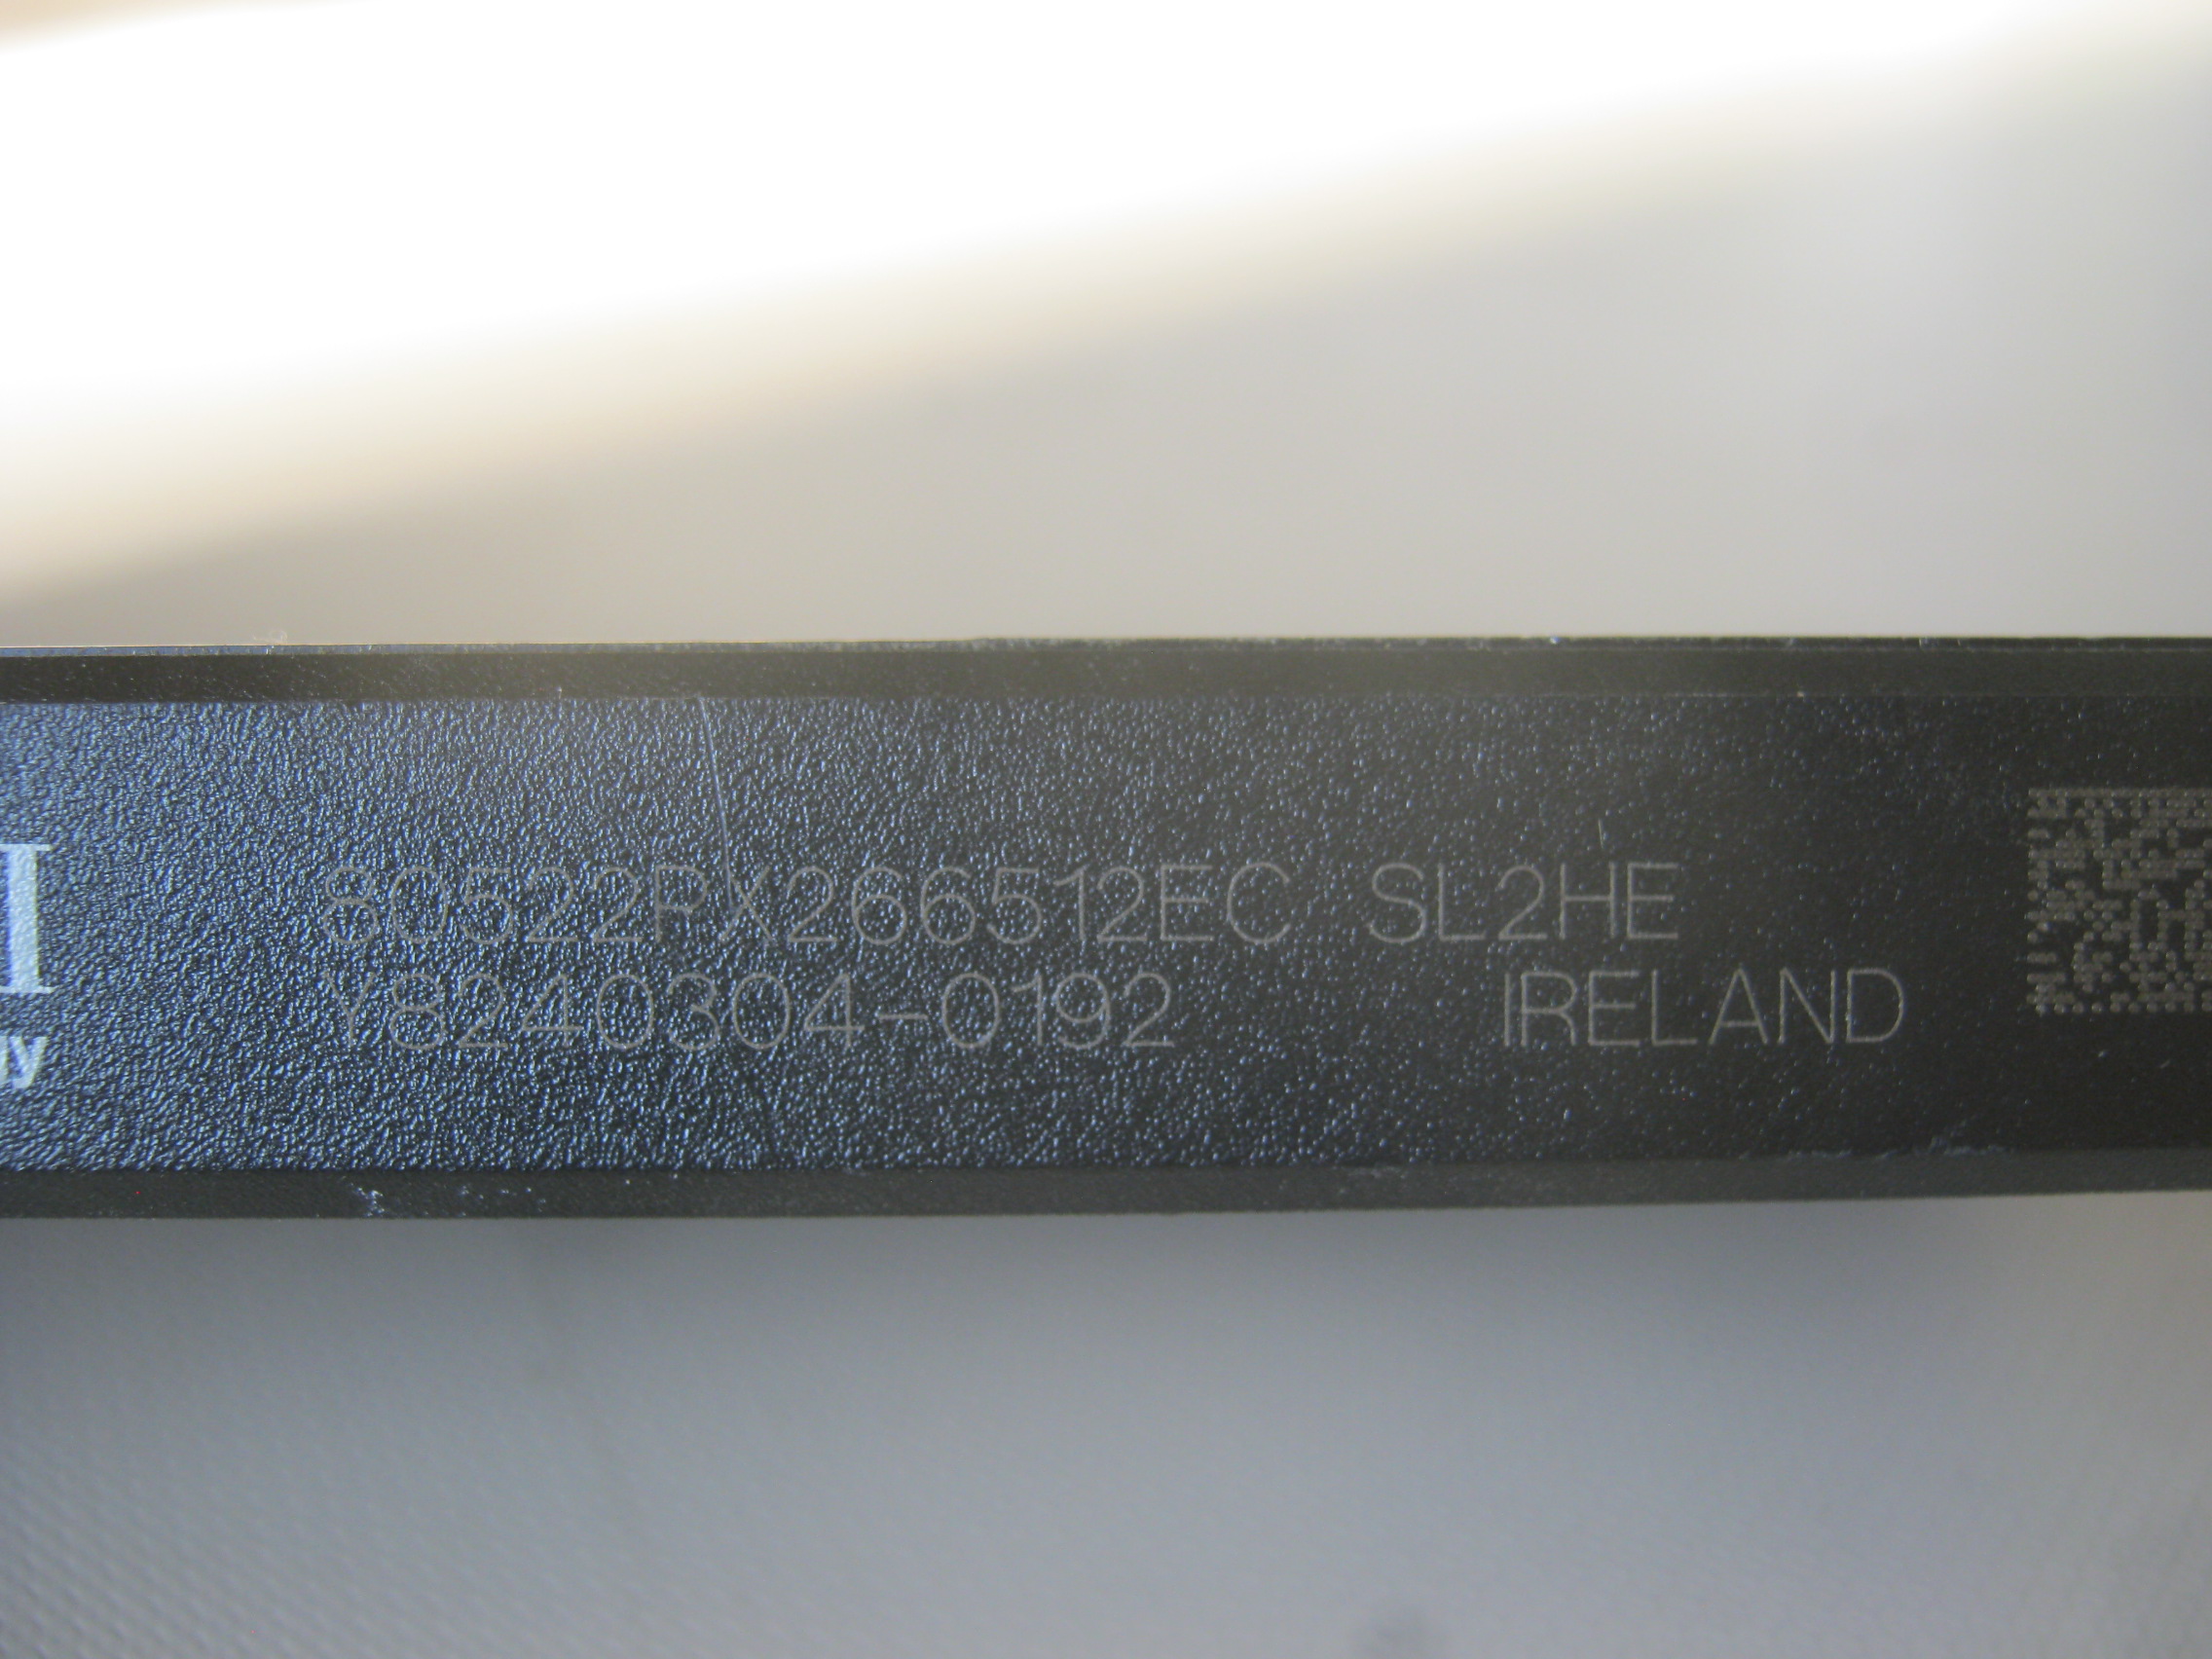 I
80522PX266512EC SL2HE
Y8240304-0192 IRELAND
y